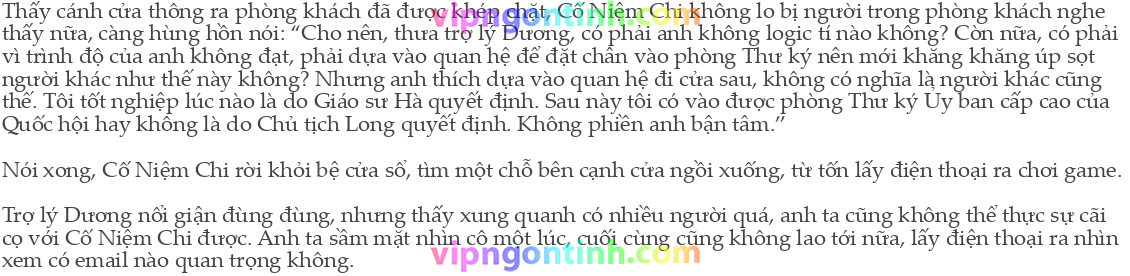 Thấy cánh cửa thông ra phòng khách đã được khép chặt, Cố Niệm Chi không lo bị người trong phòng khách nghe
thấy nữa, càng hùng hồn nói: “Cho nên, thưa trợ lý Dương, có phải anh không logic tí nào không? Còn nữa, có phải
vì trình độ của anh không đạt, phải dựa vào quan hệ để đặt chân vào phòng Thư ký nên mới khăng khăng úp sọt
người khác như thế này không? Nhưng anh thích dựa vào quan hệ đi cửa sau, không có nghĩa là người khác cũng
thế. Tôi tốt nghiệp lúc nào là do Giáo sư Hà quyết định. Sau này tôi có vào được phòng Thư ký Ủy ban cấp cao của
Quốc hội hay không là do Chủ tịch Long quyết định. Không phiền anh bận tâm.”
Nói xong, Cố Niệm Chi rời khỏi bệ cửa sổ, tìm một chỗ bên cạnh cửa ngồi xuống, từ tốn lấy điện thoại ra chơi game.
Trợ lý Dương nổi giận đùng đùng, nhưng thấy xung quanh có nhiều người quá, anh ta cũng không thể thực sự cãi
cọ với Cố Niệm Chi được. Anh ta sầm mặt nhìn cô một lúc, cuối cùng cũng không lao tới nữa, lấy điện thoại ra nhìn
xem có email nào quan trọng không.
vipngontinh.com
vipngontinh.com